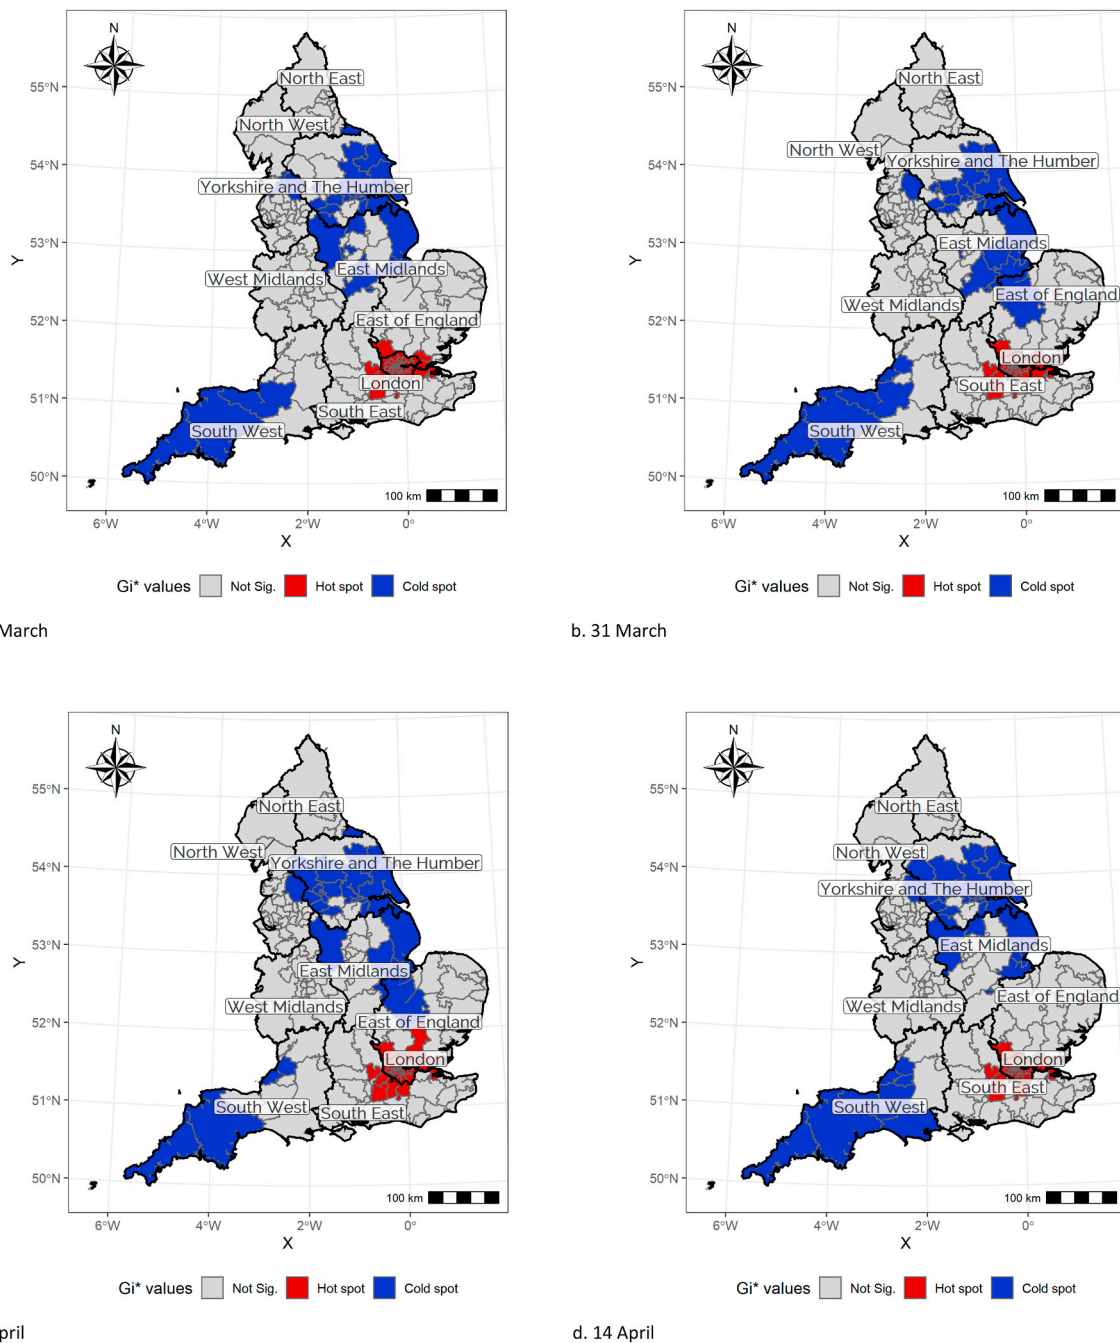 N
55°N
54°N
53°N
52°N
51°N
50°N
Y
North East
North West
Yorkshire and The Humber
East Midlands
West Midlands
East of England
London
South East
South West
100 km
6°W
4°W
2°W
0°
X
Gi* values Not Sig. Hot spot Cold spot
March
N
55°N
54°N
53°N
52°N
51°N
50°N
Y
North East
North West
Yorkshire and The Humber
East Midlands
East of England
West Midlands
London
South East
South West
100 km
6°W
4°W
2°W
0°
X
Gi* values Not Sig. Hot spot Cold spot
b. 31 March
N
55°N
54°N
53°N
52°N
51°N
50°N
Y
North East
North West
Yorkshire and The Humber
East Midlands
West Midlands
East of England
London
South West
South East
100 km
6°W
4°W
2°W
0°
X
Gi* values Not Sig. Hot spot Cold spot
pril
N
55°N
54°N
53°N
52°N
51°N
50°N
Y
North East
North West
Yorkshire and The Humber
East Midlands
East of England
West Midlands
London
South East
South West
100 km
6°W
4°W
2°W
0°
X
Gi* values Not Sig. Hot spot Cold spot
d. 14 April